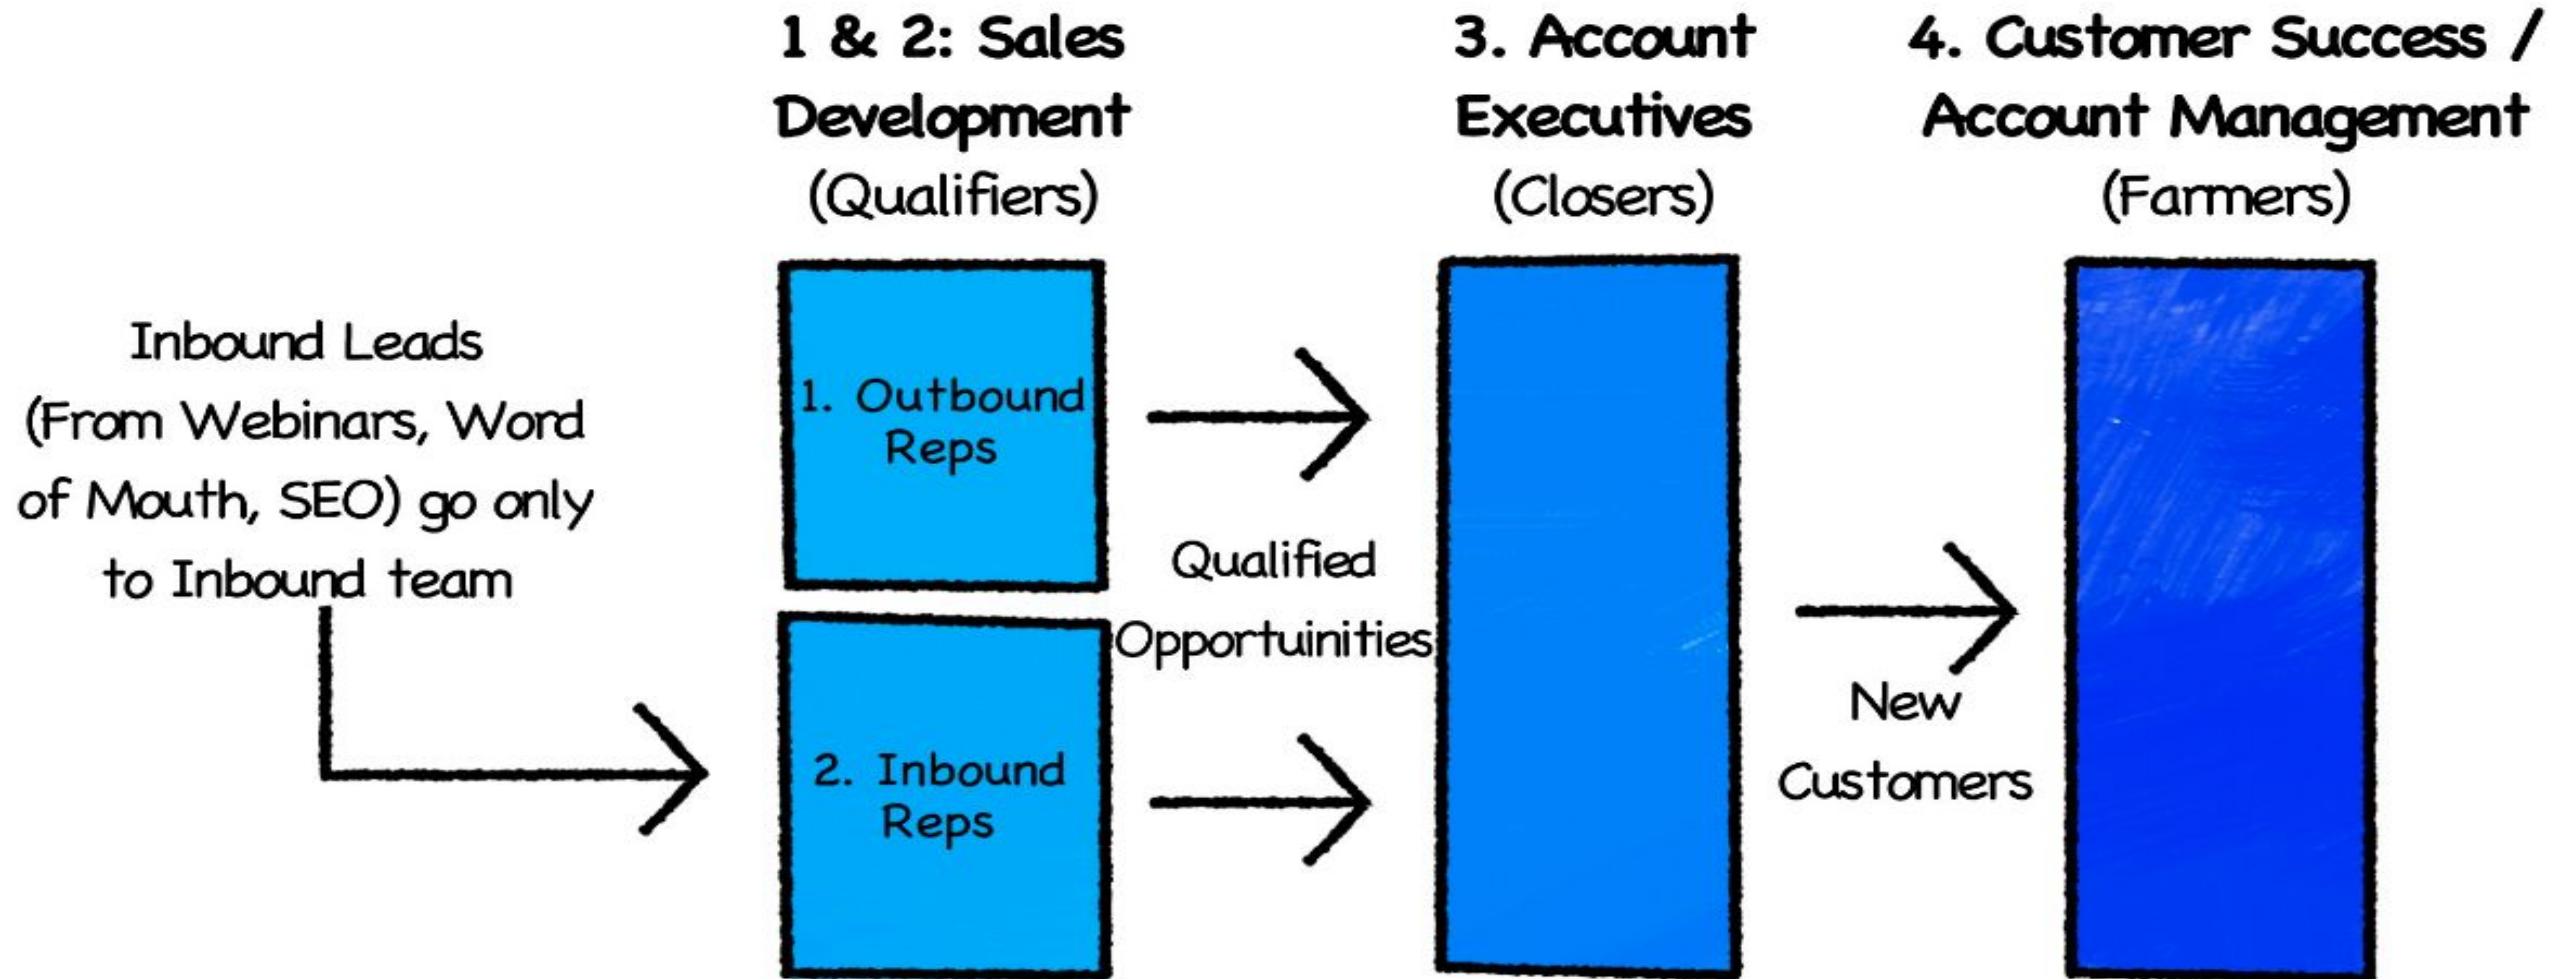 1 & 2: Sales
Development
(Qualifiers)
3. Account
Executives
(Closers)
4. Customer Success /
Account Management
(Farmers)
Inbound Leads
(From Webinars, Word
of Mouth, SEO) go only
to Inbound team
1. Outbound
Reps
2. Inbound
Reps
Qualified
Opportuinities
New
Customers